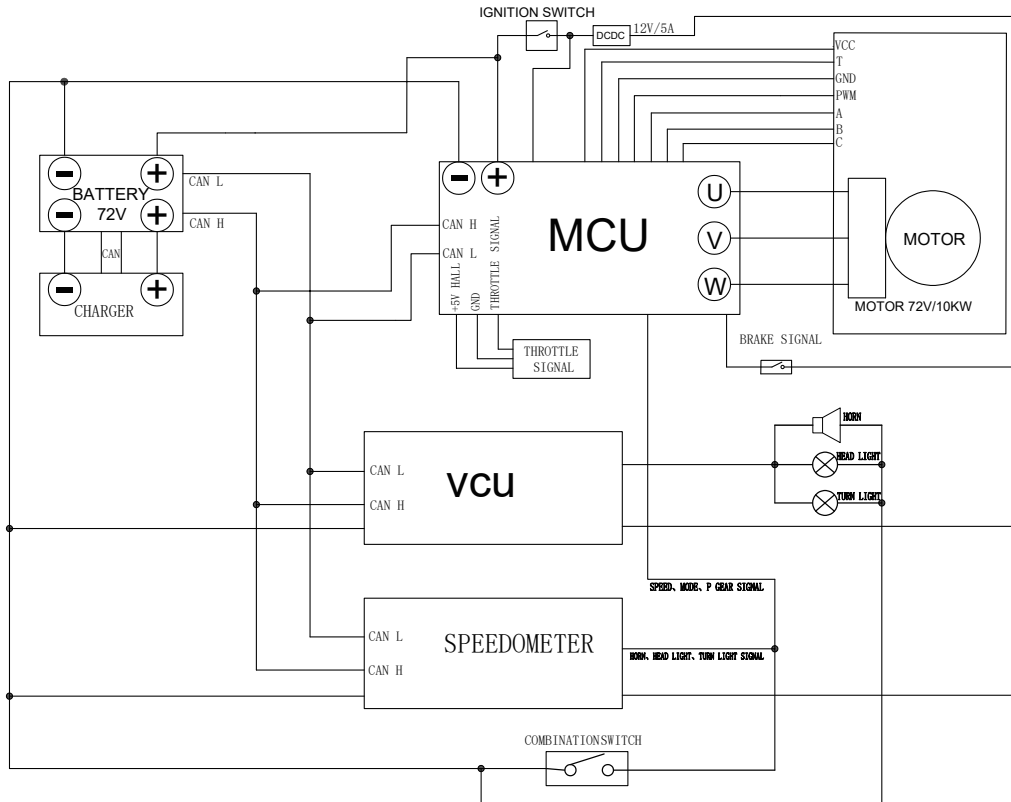 IGNITION SWITCH
DCDC
12V/5A
VCC
T
GND
PWM
A
B
C
BATTERY
72V
CAN L
CAN H
CAN
CHARGER
MCU
CAN H
CAN L
+5V HALL
GND
THROTTLE SIGNAL
U
V
W
MOTOR
MOTOR 72V/10KW
THROTTLE
SIGNAL
BRAKE SIGNAL
HORN
HEAD LIGHT
TURN LIGHT
CAN L
CAN H
vcu
SPEED、MODE、P GEAR SIGNAL
CAN L
CAN H
SPEEDOMETER
HORN、HEAD LIGHT、TURN LIGHT SIGNAL
COMBINATIONSWITCH